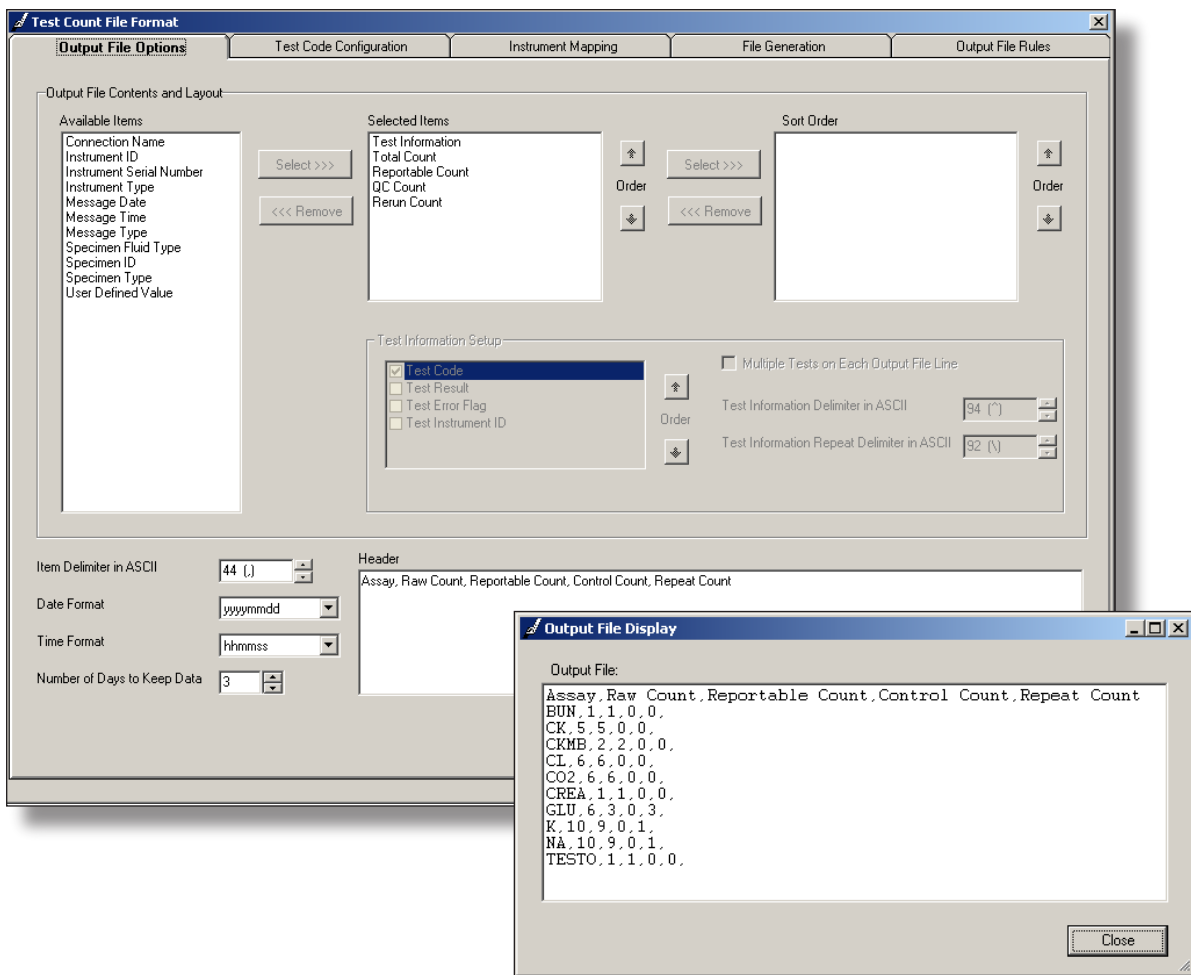 Test Count File Format
Output File Options
Test Code Configuration
Instrument Mapping
File Generation
Output File Rules
Output File Contents and Layout
Available Items
Connection Name
Instrument ID
Instrument Serial Number
Instrument Type
Message Date
Message Time
Message Type
Specimen Fluid Type
Specimen ID
Specimen Type
User Defined Value
Select >>>
<<< Remove
Selected Items
Test Information
Total Count
Reportable Count
QC Count
Rerun Count
Order
Select >>>
<<< Remove
Sort Order
Order
Test Information Setup
Test Code
Test Result
Test Error Flag
Test Instrument ID
Order
Multiple Tests on Each Output File Line
Test Information Delimiter in ASCII
94 (^)
Test Information Repeat Delimiter in ASCII
92 (\)
Item Delimiter in ASCII
44 (,)
Date Format
yyyymmdd
Time Format
hhmmss
Number of Days to Keep Data
3
Header
Assay, Raw Count, Reportable Count, Control Count, Repeat Count
Output File Display
Output File:
Assay,Raw Count,Reportable Count,Control Count,Repeat Count
BUN,1,1,0,0,
CK,5,5,0,0,
CKMB,2,2,0,0,
CL,6,6,0,0,
CO2,6,6,0,0,
CREA,1,1,0,0,
GLU,6,3,0,3,
K,10,9,0,1,
NA,10,9,0,1,
TESTO,1,1,0,0,
Close